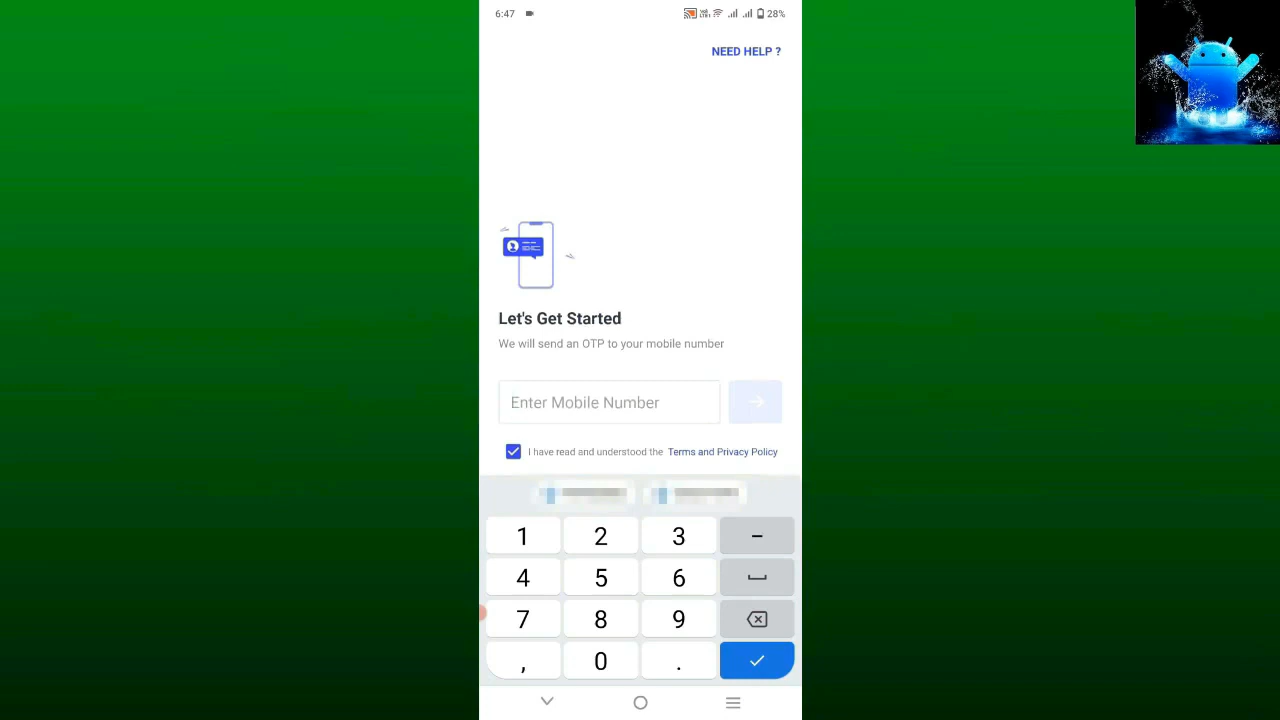 6:47
28%
NEED HELP ?
Let's Get Started
We will send an OTP to your mobile number
Enter Mobile Number
I have read and understood the Terms and Privacy Policy
1 2 3 -
4 5 6
7 8 9
, 0 .